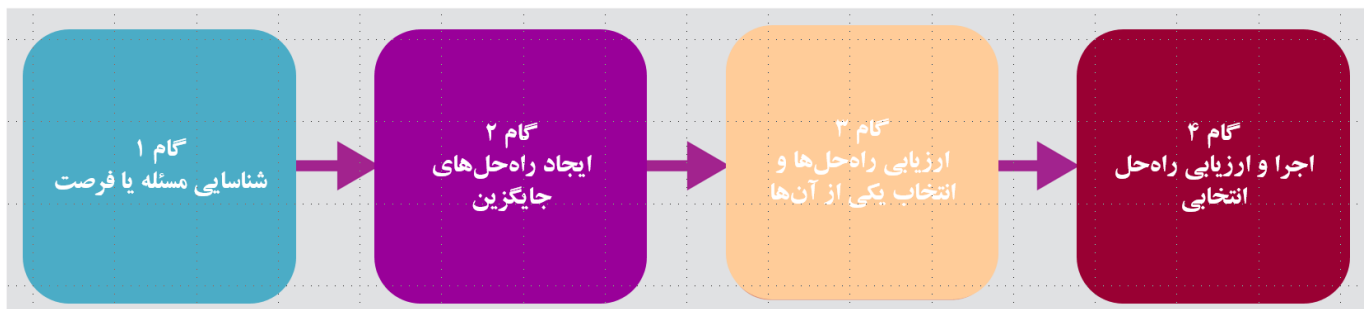 گام ۱
شناسایی مسئله یا فرصت
گام ۲
ایجاد راه‌حل‌های
جایگزین
گام ۳
ارزیابی راه‌حل‌ها و
انتخاب یکی از آن‌ها
گام ۴
اجرا و ارزیابی راه‌حل
انتخابی